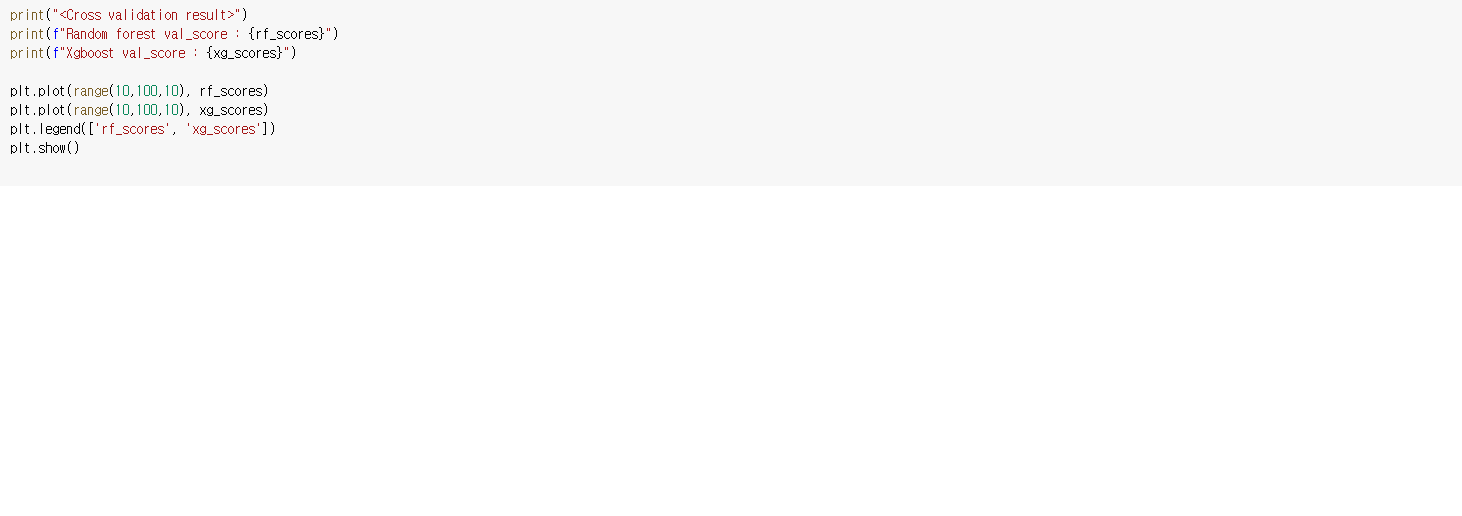 print("<Cross validation result>")
print(f"Random forest val_score : {rf_scores}")
print(f"Xgboost val_score : {xg_scores}")
plt.plot(range(10,100,10), rf_scores)
plt.plot(range(10,100,10), xg_scores)
plt.legend(['rf_scores', 'xg_scores'])
plt.show()